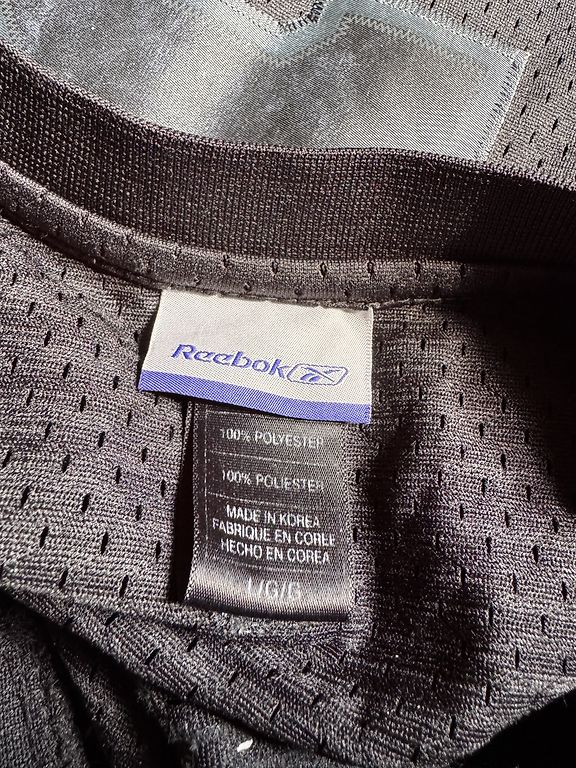 Reebok
100% POLYESTER
100% POLIESTER
MADE IN KOREA
FABRIQUE EN COREE
HECHO EN COREA
L/G/G